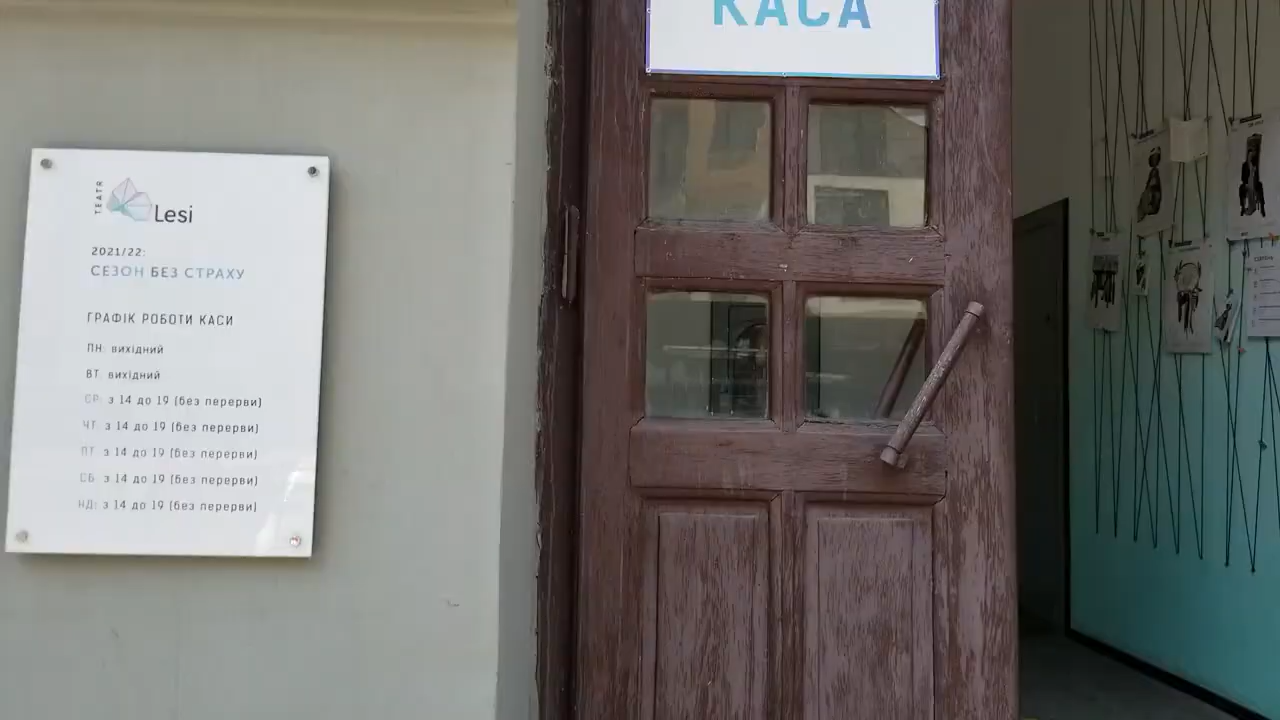 КАСА
ТЕАТR
Lesi
2021/22:
СЕЗОН БЕЗ СТРАХУ
ГРАФІК РОБОТИ КАСИ
ПН: вихідний
ВТ: вихідний
СР: з 14 до 19 (без перерви)
ЧТ: з 14 до 19 (без перерви)
ПТ: з 14 до 19 (без перерви)
СБ: з 14 до 19 (без перерви)
НД: з 14 до 19 (без перерви)